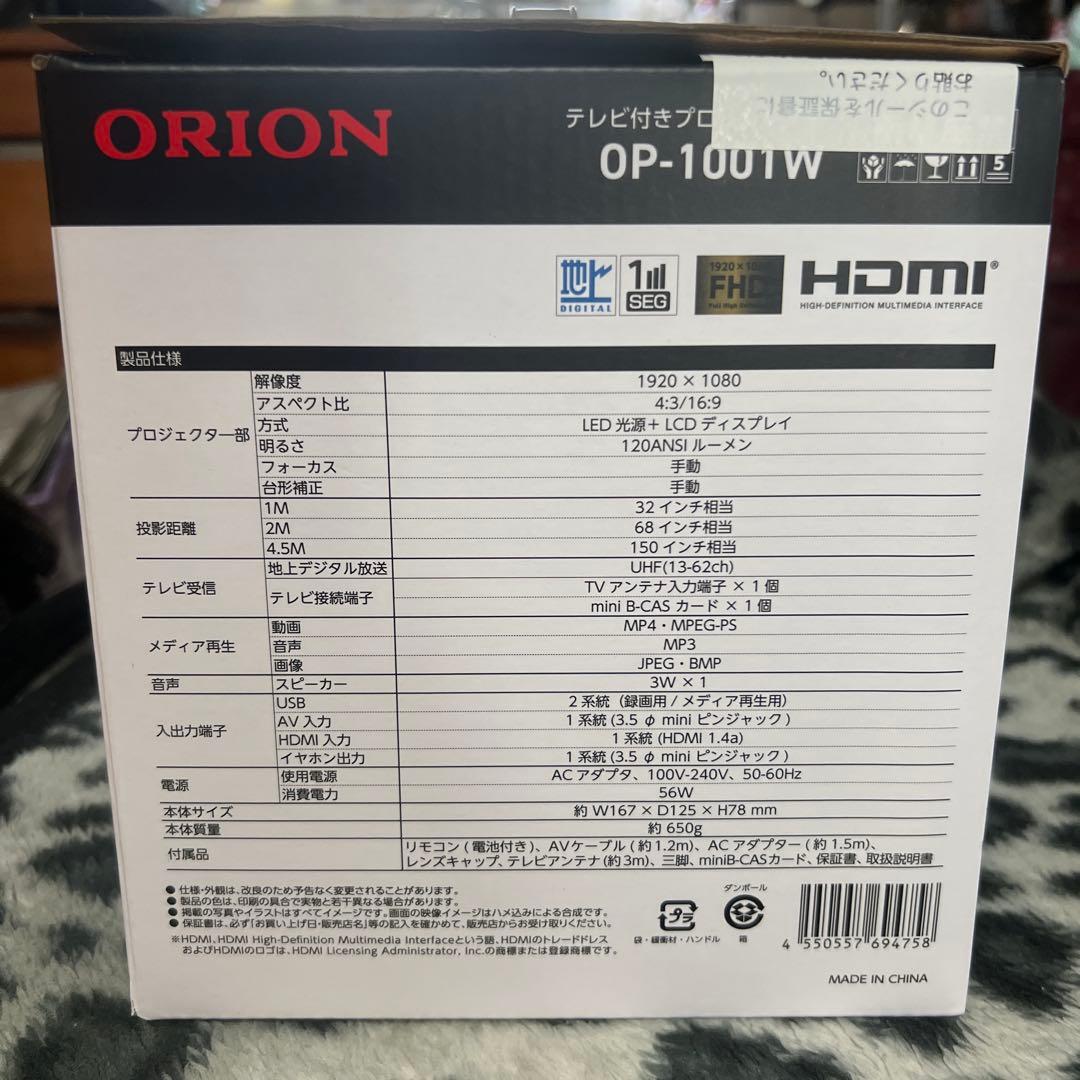 このシールを保証書に
お貼りください。
ORION
テレビ付きプロ
OP-1001W
5
地上
DIGITAL
1
SEG
FHD
HDMI®
HIGH-DEFINITION MULTIMEDIA INTERFACE
製品仕様
プロジェクター部
解像度 1920 × 1080
アスペクト比 4:3/16:9
方式 LED 光源+ LCD ディスプレイ
明るさ 120ANSI ルーメン
フォーカス 手動
台形補正 手動
投影距離
1M 32 インチ相当
2M 68 インチ相当
4.5M 150 インチ相当
テレビ受信
地上デジタル放送 UHF(13-62ch)
テレビ接続端子 TV アンテナ入力端子 × 1 個
mini B-CAS カード × 1 個
メディア再生
動画 MP4・MPEG-PS
音声 MP3
画像 JPEG・BMP
音声 スピーカー 3W × 1
入出力端子
USB 2 系統（録画用 / メディア再生用）
AV 入力 1 系統 (3.5 φ mini ピンジャック )
HDMI 入力 1 系統 (HDMI 1.4a)
イヤホン出力 1 系統 (3.5 φ mini ピンジャック )
電源
使用電源 AC アダプタ、100V-240V、50-60Hz
消費電力 56W
本体サイズ 約 W167 × D125 × H78 mm
本体質量 約 650g
付属品 リモコン ( 電池付き )、AVケーブル ( 約1.2m)、AC アダプター ( 約 1.5m)、
レンズキャップ、テレビアンテナ (約3m)、三脚、miniB-CASカード、保証書、取扱説明書
● 仕様・外観は、改良のため予告なく変更されることがあります。
● 製品の色は、印刷の具合で実物と若干異なる場合があります。
● 掲載の写真やイラストはすべてイメージです。画面の映像イメージはハメ込みによる合成です。
● 保証書は、必ず「お買い上げ日・販売店名」等の記入を確かめて、販売店からお受け取りください。
※HDMI、HDMI High-Definition Multimedia Interfaceという語、HDMIのトレードドレス
およびHDMIのロゴは、HDMI Licensing Administrator, Inc.の商標または登録商標です。
プラ
袋・緩衝材・ハンドル
ダンボール
箱
4 550557 694758
MADE IN CHINA